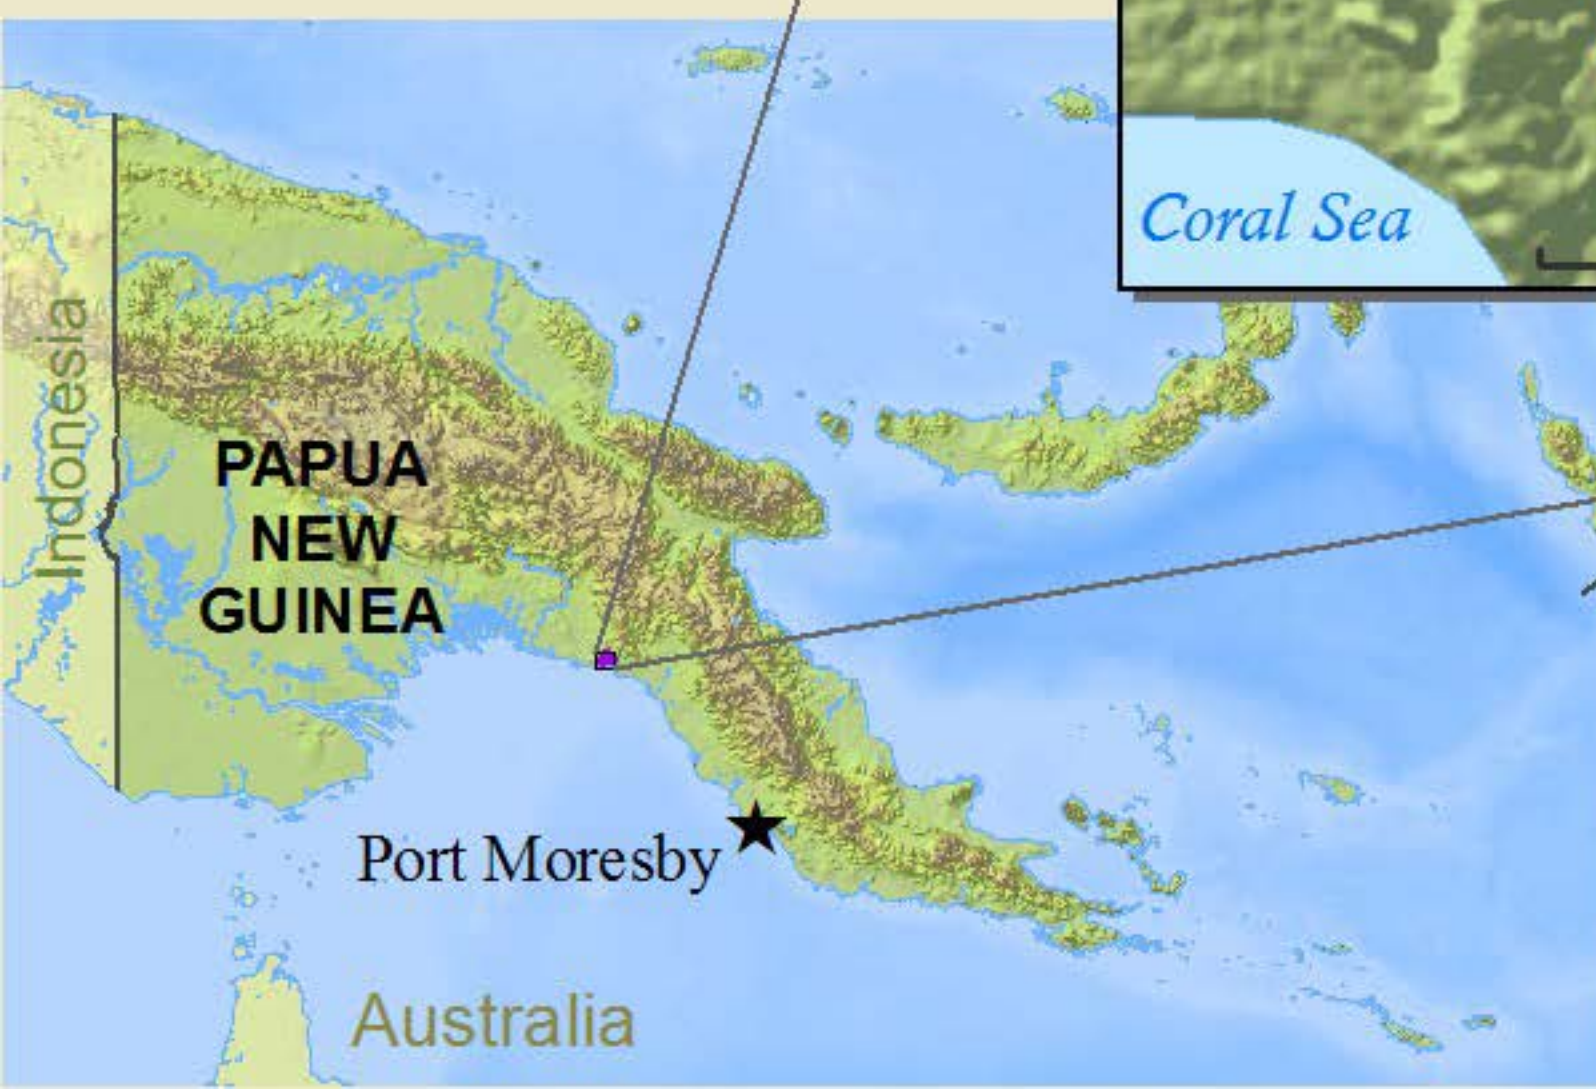 Coral Sea
Indonesia
PAPUA
NEW
GUINEA
Port Moresby
Australia